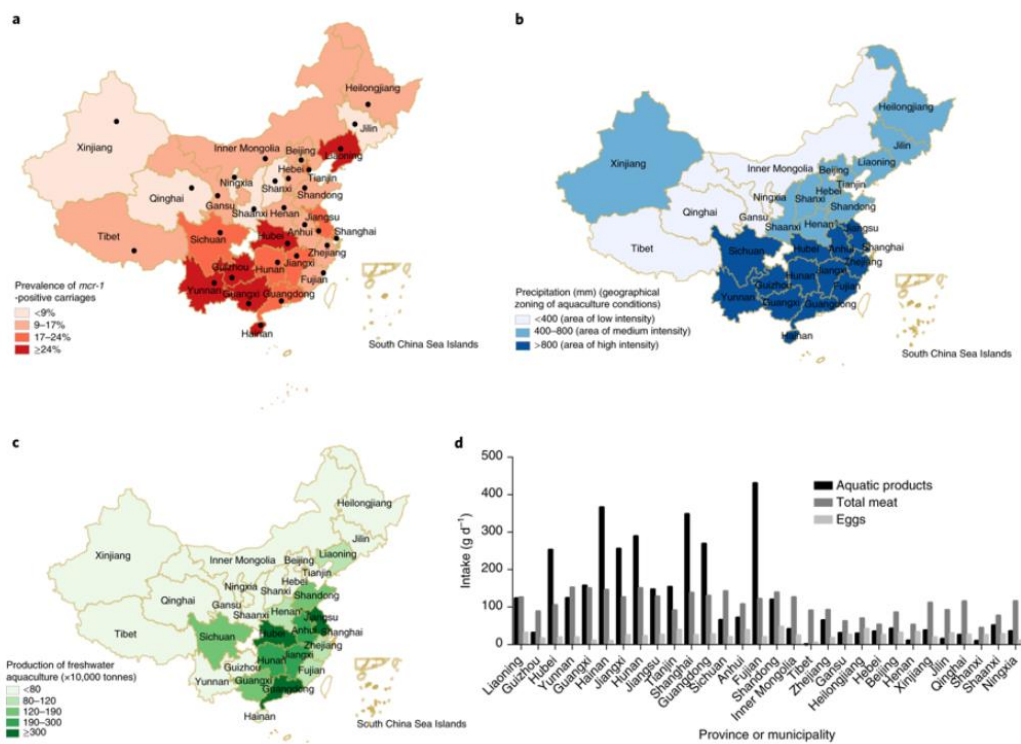 a
Heilongjiang
Jilin
Xinjiang
Inner Mongolia
Beijing
Liaoning
Hebei
Tianjin
Ningxia
Shanxi
Qinghai
Shandong
Gansu
Shaanxi
Henan
Jiangsu
Tibet
Sichuan
Hubei
Anhui
Shanghai
Zhejiang
Guizhou
Hunan
Jiangxi
Fujian
Yunnan
Guangxi
Guangdong
Hainan
South China Sea Islands
Prevalence of mcr-1
-positive carriages
<9%
9–17%
17–24%
≥24%
b
Heilongjiang
Jilin
Xinjiang
Inner Mongolia
Beijing
Liaoning
Tianjin
Hebei
Ningxia
Shanxi
Qinghai
Shandong
Gansu
Shaanxi
Henan
Jiangsu
Tibet
Sichuan
Hubei
Anhui
Shanghai
Zhejiang
Hunan
Jiangxi
Guizhou
Fujian
Yunnan
Guangxi
Guangdong
Hainan
South China Sea Islands
Precipitation (mm) (geographical
zoning of aquaculture conditions)
<400 (area of low intensity)
400–800 (area of medium intensity)
>800 (area of high intensity)
c
Heilongjiang
Jilin
Xinjiang
Inner Mongolia
Beijing
Liaoning
Tianjin
Hebei
Ningxia
Shanxi
Qinghai
Shandong
Gansu
Shaanxi
Henan
Jiangsu
Tibet
Sichuan
Hubei
Anhui
Shanghai
Zhejiang
Hunan
Jiangxi
Guizhou
Fujian
Yunnan
Guangxi
Guangdong
Hainan
South China Sea Islands
Production of freshwater
aquaculture (×10,000 tonnes)
<80
80–120
120–190
190–300
≥300
d
500
400
300
200
100
0
Intake (g d⁻¹)
Aquatic products
Total meat
Eggs
Liaoning
Guizhou
Hubei
Yunnan
Guangxi
Hainan
Jiangxi
Hunan
Jiangsu
Tianjin
Shanghai
Guangdong
Sichuan
Anhui
Fujian
Shandong
Inner Mongolia
Tibet
Zhejiang
Gansu
Heilongjiang
Hebei
Beijing
Henan
Xinjiang
Jilin
Qinghai
Shanxi
Shaanxi
Ningxia
Province or municipality